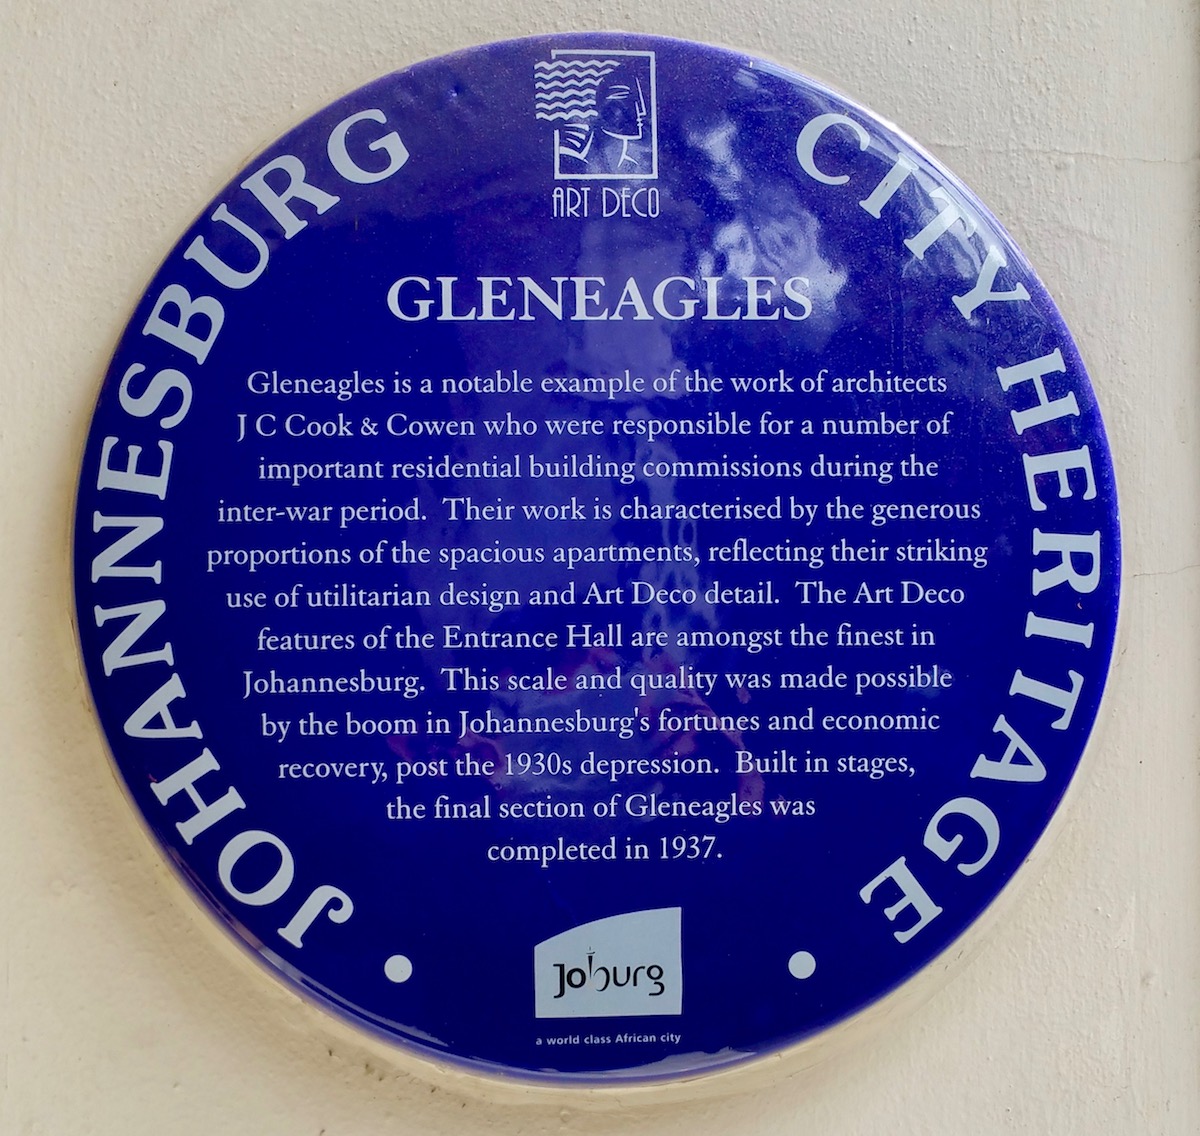 JOHANNESBURG CITY HERITAGE
ART DECO
GLENEAGLES
Gleneagles is a notable example of the work of architects
J C Cook & Cowen who were responsible for a number of
important residential building commissions during the
inter-war period. Their work is characterised by the generous
proportions of the spacious apartments, reflecting their striking
use of utilitarian design and Art Deco detail. The Art Deco
features of the Entrance Hall are amongst the finest in
Johannesburg. This scale and quality was made possible
by the boom in Johannesburg's fortunes and economic
recovery, post the 1930s depression. Built in stages,
the final section of Gleneagles was
completed in 1937.
Joburg
a world class African city